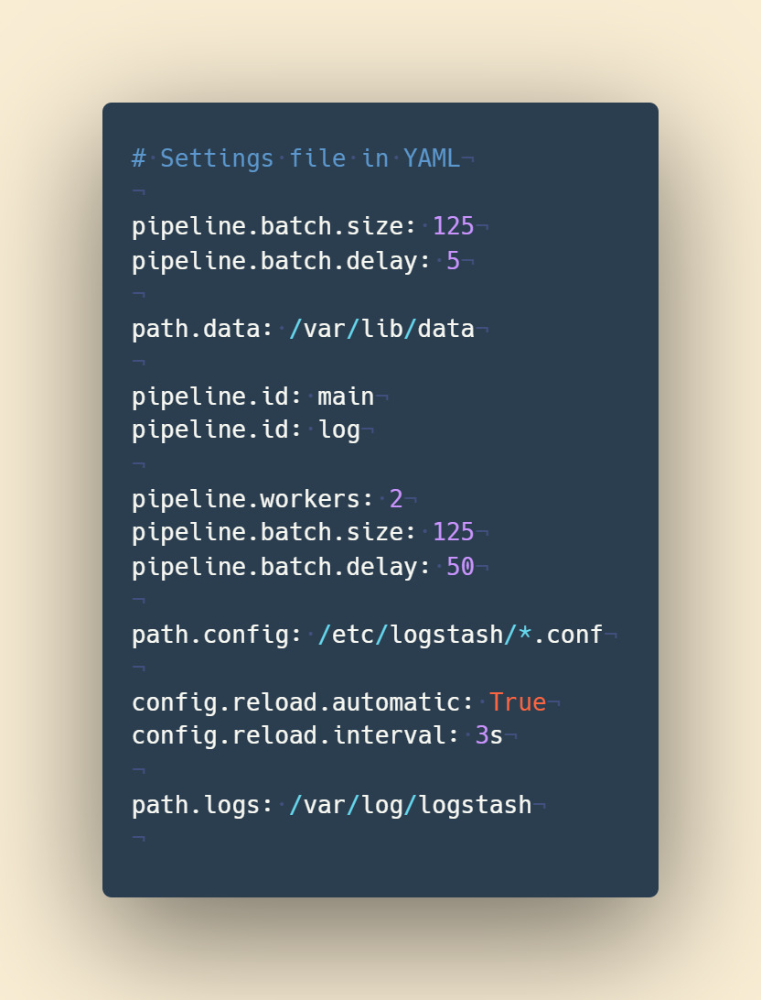 # Settings file in YAML
pipeline.batch.size: 125
pipeline.batch.delay: 5
path.data: /var/lib/data
pipeline.id: main
pipeline.id: log
pipeline.workers: 2
pipeline.batch.size: 125
pipeline.batch.delay: 50
path.config: /etc/logstash/*.conf
config.reload.automatic: True
config.reload.interval: 3s
path.logs: /var/log/logstash